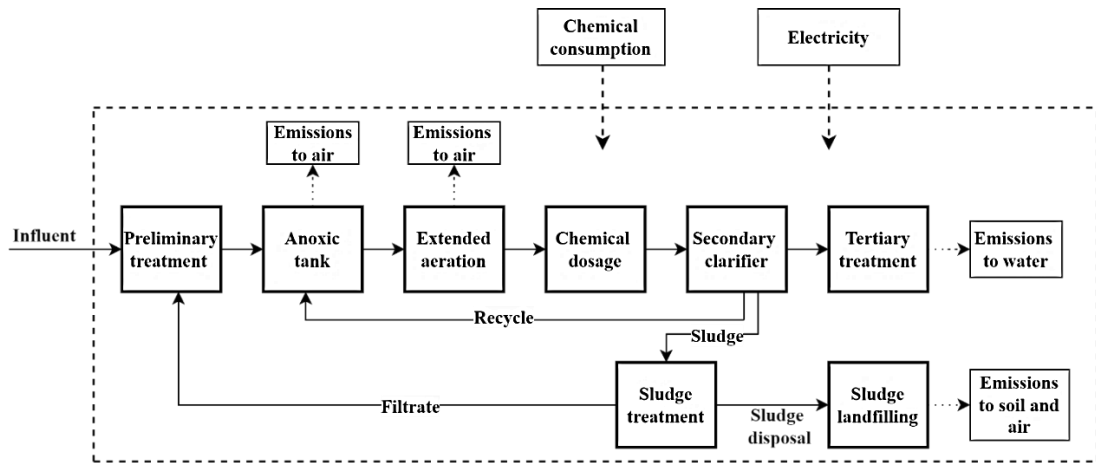 Chemical
consumption
Electricity
Emissions
to air
Emissions
to air
Influent
Preliminary
treatment
Anoxic
tank
Extended
aeration
Chemical
dosage
Secondary
clarifier
Tertiary
treatment
Emissions
to water
Recycle
Sludge
Filtrate
Sludge
treatment
Sludge
disposal
Sludge
landfilling
Emissions
to soil and
air